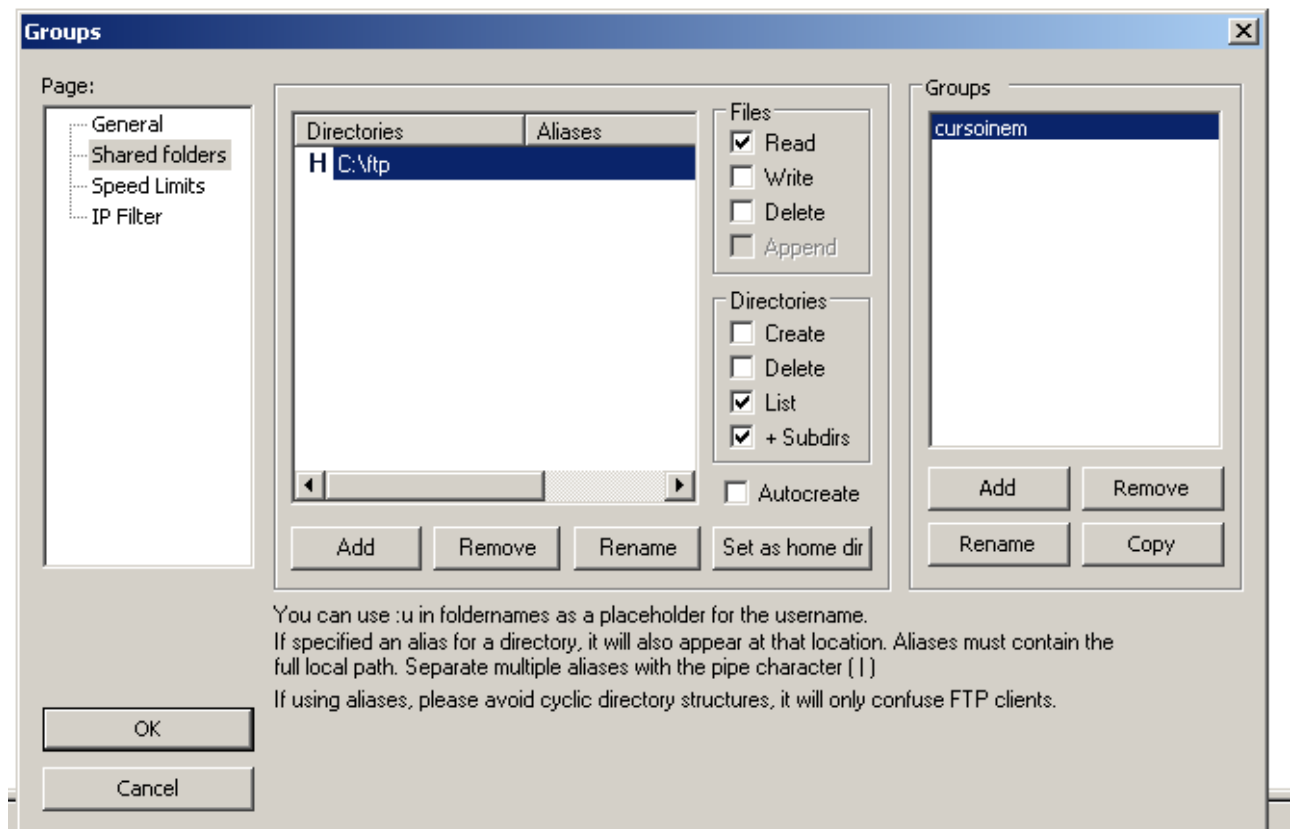 Groups
Page:
General
Shared folders
Speed Limits
IP Filter
Directories Aliases
H C:\ftp
Files
Read
Write
Delete
Append
Directories
Create
Delete
List
+ Subdirs
Autocreate
Add Remove Rename Set as home dir
Groups
cursoinem
Add Remove
Rename Copy
You can use :u in foldernames as a placeholder for the username.
If specified an alias for a directory, it will also appear at that location. Aliases must contain the
full local path. Separate multiple aliases with the pipe character ( | )
If using aliases, please avoid cyclic directory structures, it will only confuse FTP clients.
OK
Cancel